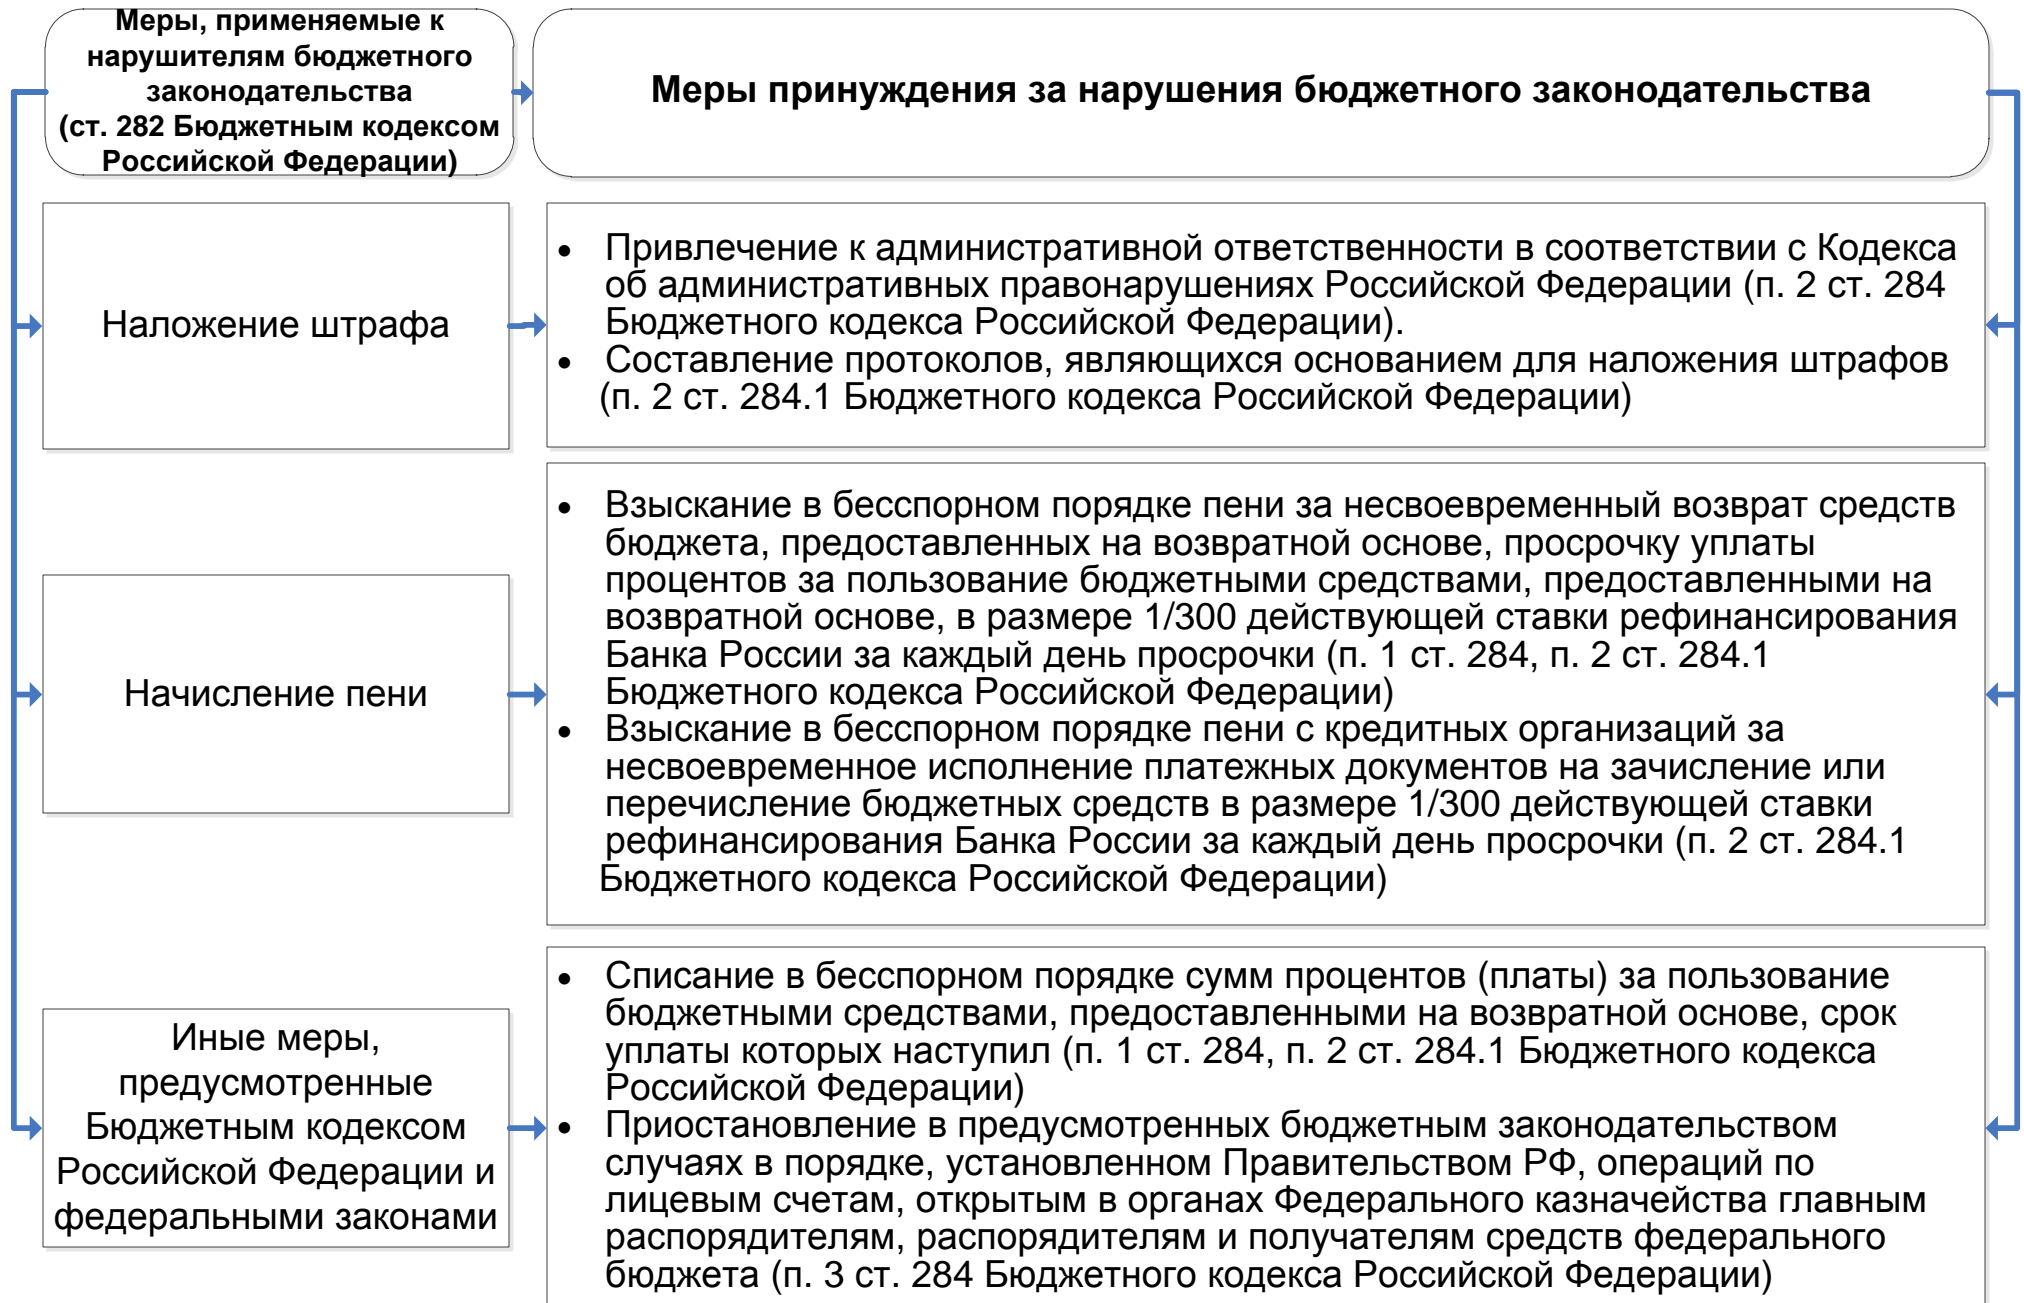 Меры, применяемые к
нарушителям бюджетного
законодательства
(ст. 282 Бюджетным кодексом
Российской Федерации)
Меры принуждения за нарушения бюджетного законодательства
Наложение штрафа
• Привлечение к административной ответственности в соответствии с Кодекса
об административных правонарушениях Российской Федерации (п. 2 ст. 284
Бюджетного кодекса Российской Федерации).
• Составление протоколов, являющихся основанием для наложения штрафов
(п. 2 ст. 284.1 Бюджетного кодекса Российской Федерации)
Начисление пени
• Взыскание в бесспорном порядке пени за несвоевременный возврат средств
бюджета, предоставленных на возвратной основе, просрочку уплаты
процентов за пользование бюджетными средствами, предоставленными на
возвратной основе, в размере 1/300 действующей ставки рефинансирования
Банка России за каждый день просрочки (п. 1 ст. 284, п. 2 ст. 284.1
Бюджетного кодекса Российской Федерации)
• Взыскание в бесспорном порядке пени с кредитных организаций за
несвоевременное исполнение платежных документов на зачисление или
перечисление бюджетных средств в размере 1/300 действующей ставки
рефинансирования Банка России за каждый день просрочки (п. 2 ст. 284.1
Бюджетного кодекса Российской Федерации)
Иные меры,
предусмотренные
Бюджетным кодексом
Российской Федерации и
федеральными законами
• Списание в бесспорном порядке сумм процентов (платы) за пользование
бюджетными средствами, предоставленными на возвратной основе, срок
уплаты которых наступил (п. 1 ст. 284, п. 2 ст. 284.1 Бюджетного кодекса
Российской Федерации)
• Приостановление в предусмотренных бюджетным законодательством
случаях в порядке, установленном Правительством РФ, операций по
лицевым счетам, открытым в органах Федерального казначейства главным
распорядителям, распорядителям и получателям средств федерального
бюджета (п. 3 ст. 284 Бюджетного кодекса Российской Федерации)